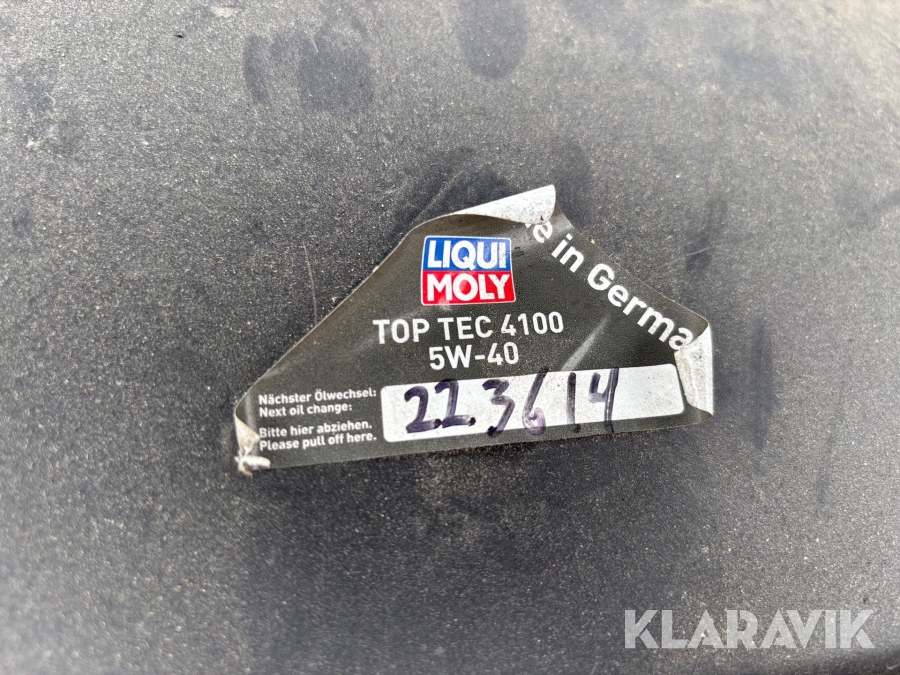 e in Germa
LIQUI
MOLY
TOP TEC 4100
5W-40
Nächster Ölwechsel:
Next oil change:
Bitte hier abziehen.
Please pull off here.
223614
KLARAVIK